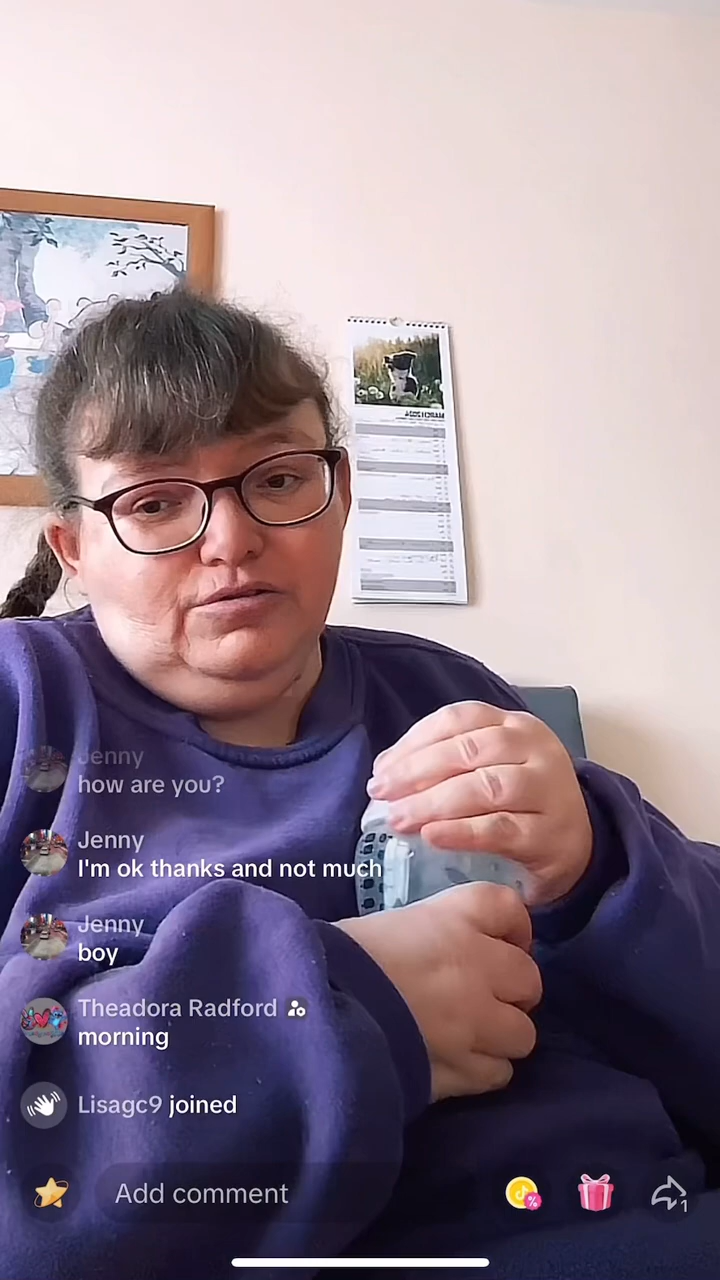 Jenny
how are you?
Jenny
I'm ok thanks and not much
Jenny
boy
Theadora Radford
morning
Lisagc9 joined
Add comment
1